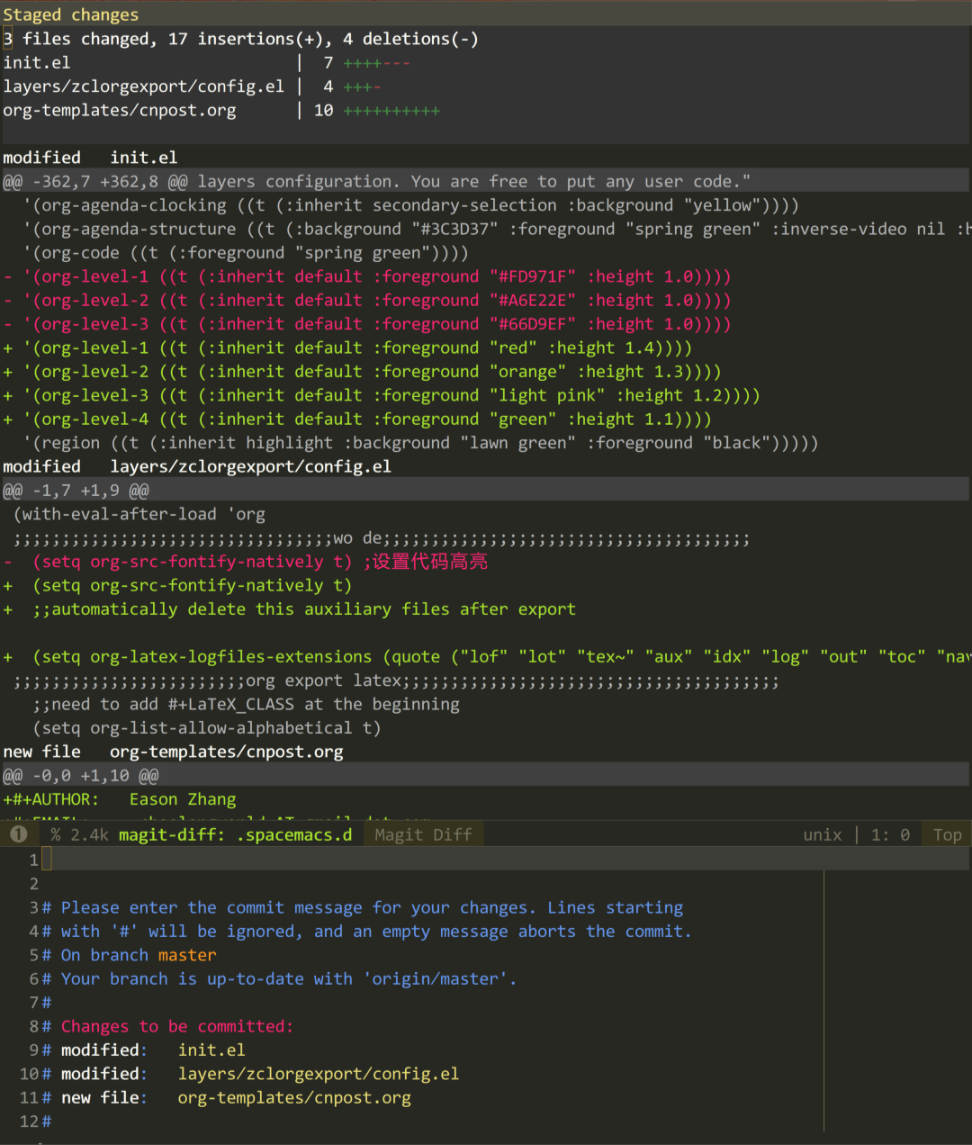 Staged changes
3 files changed, 17 insertions(+), 4 deletions(-)
init.el                        |  7 ++++---
layers/zclorgexport/config.el |  4 +++-
org-templates/cnpost.org       | 10 ++++++++++
modified   init.el
@@ -362,7 +362,8 @@ layers configuration. You are free to put any user code."
  '(org-agenda-clocking ((t (:inherit secondary-selection :background "yellow"))))
  '(org-agenda-structure ((t (:background "#3C3D37" :foreground "spring green" :inverse-video nil
  '(org-code ((t (:foreground "spring green"))))
- '(org-level-1 ((t (:inherit default :foreground "#FD971F" :height 1.0))))
- '(org-level-2 ((t (:inherit default :foreground "#A6E22E" :height 1.0))))
- '(org-level-3 ((t (:inherit default :foreground "#66D9EF" :height 1.0))))
+ '(org-level-1 ((t (:inherit default :foreground "red" :height 1.4))))
+ '(org-level-2 ((t (:inherit default :foreground "orange" :height 1.3))))
+ '(org-level-3 ((t (:inherit default :foreground "light pink" :height 1.2))))
+ '(org-level-4 ((t (:inherit default :foreground "green" :height 1.1))))
  '(region ((t (:inherit highlight :background "lawn green" :foreground "black")))))
modified   layers/zclorgexport/config.el
@@ -1,7 +1,9 @@
 (with-eval-after-load 'org
 ;;;;;;;;;;;;;;;;;;;;;;;;;;;;;;;;;wo de;;;;;;;;;;;;;;;;;;;;;;;;;;;;;;;;;;;;;;
-  (setq org-src-fontify-natively t) ;设置代码高亮
+  (setq org-src-fontify-natively t)
+  ;;automatically delete this auxiliary files after export
+  (setq org-latex-logfiles-extensions (quote ("lof" "lot" "tex~" "aux" "idx" "log" "out" "toc" "nav
 ;;;;;;;;;;;;;;;;;;;;;;;;org export latex;;;;;;;;;;;;;;;;;;;;;;;;;;;;;;;;;;;;;;;
   ;;need to add #+LaTeX_CLASS at the beginning
   (setq org-list-allow-alphabetical t)
new file   org-templates/cnpost.org
@@ -0,0 +1,10 @@
+#+AUTHOR:   Eason Zhang
1 % 2.4k magit-diff: .spacemacs.d  Magit Diff  unix | 1: 0  Top
1
2
3# Please enter the commit message for your changes. Lines starting
4# with '#' will be ignored, and an empty message aborts the commit.
5# On branch master
6# Your branch is up-to-date with 'origin/master'.
7#
8# Changes to be committed:
9# modified:   init.el
10# modified:   layers/zclorgexport/config.el
11# new file:   org-templates/cnpost.org
12#